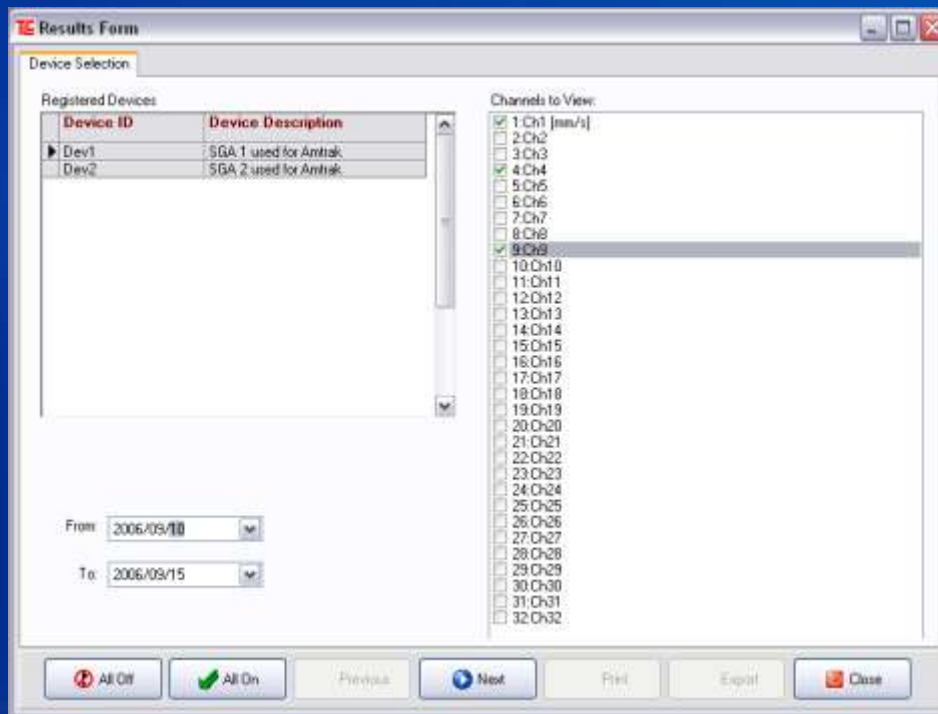 TLC Results Form
Device Selection
Registered Devices
Device ID Device Description
Dev1 SGA 1 used for Amtrak
Dev2 SGA 2 used for Amtrak
From: 2006/09/10
To: 2006/09/15
Channels to View:
1:Ch1 [mm/s]
2:Ch2
3:Ch3
4:Ch4
5:Ch5
6:Ch6
7:Ch7
8:Ch8
9:Ch9
10:Ch10
11:Ch11
12:Ch12
13:Ch13
14:Ch14
15:Ch15
16:Ch16
17:Ch17
18:Ch18
19:Ch19
20:Ch20
21:Ch21
22:Ch22
23:Ch23
24:Ch24
25:Ch25
26:Ch26
27:Ch27
28:Ch28
29:Ch29
30:Ch30
31:Ch31
32:Ch32
All Off All On Previous Next Print Export Close